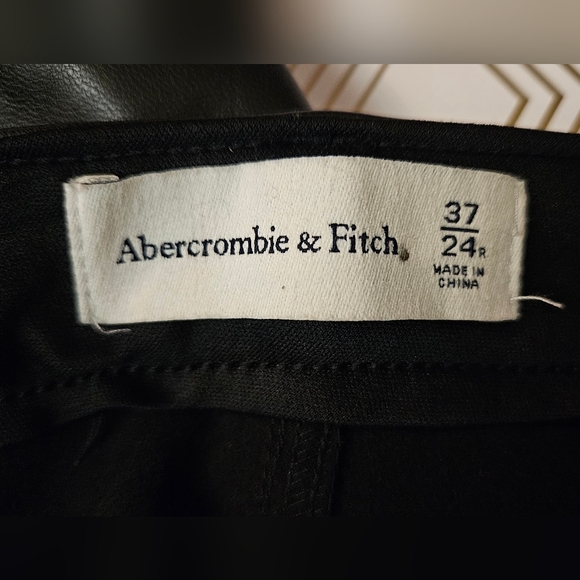 Abercrombie & Fitch
37
24R
MADE IN
CHINA